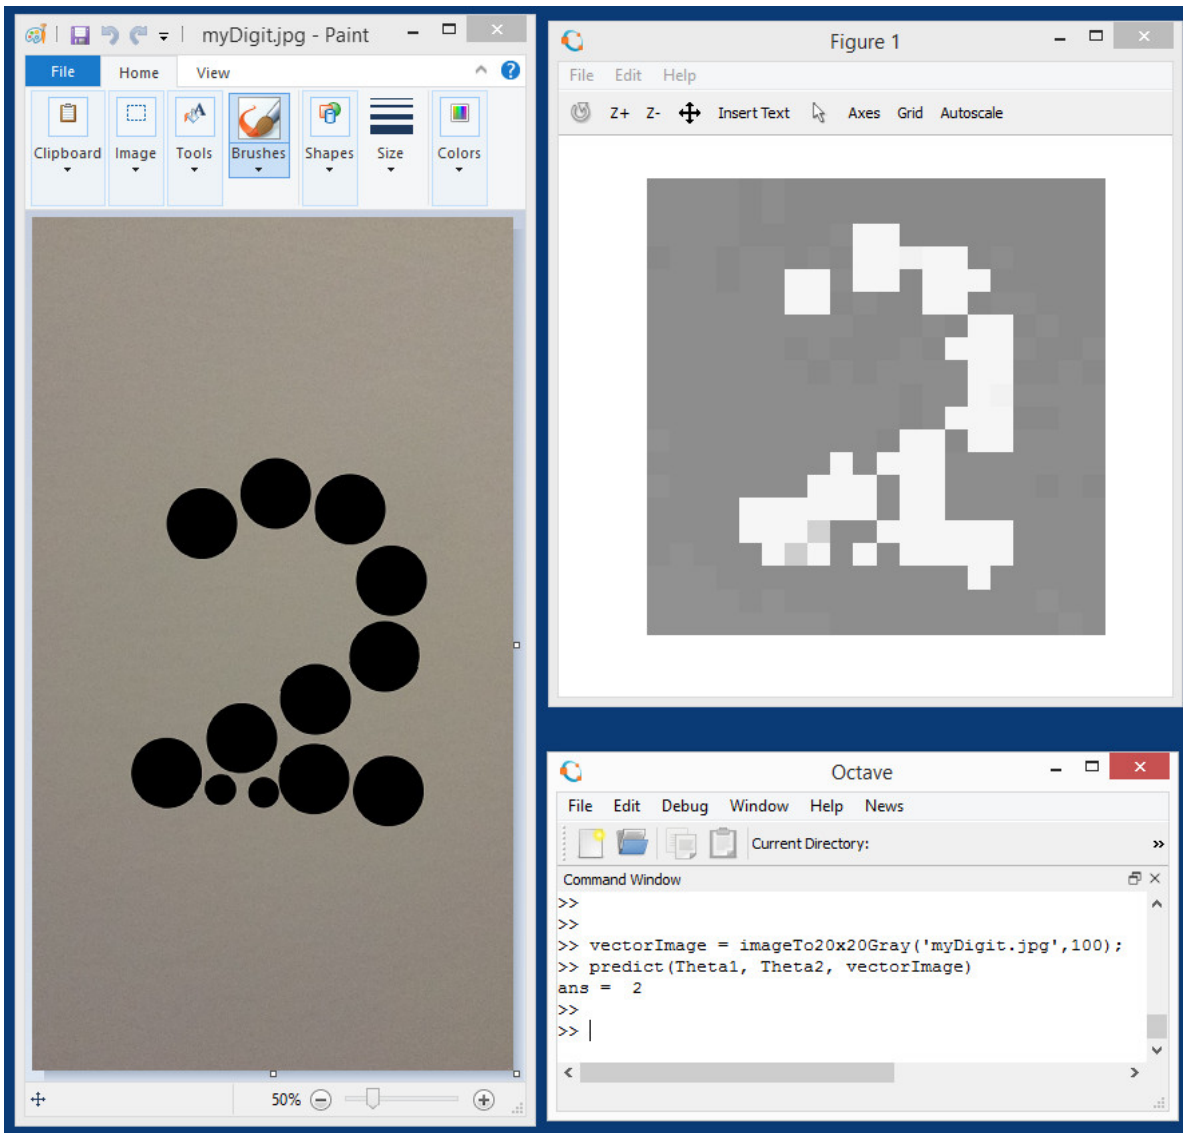 myDigit.jpg - Paint
File Home View
Clipboard Image Tools Brushes Shapes Size Colors
50%
Figure 1
File Edit Help
Z+ Z- Insert Text Axes Grid Autoscale
Octave
File Edit Debug Window Help News
Current Directory:
Command Window
>>
>>
>> vectorImage = imageTo20x20Gray('myDigit.jpg',100);
>> predict(Theta1, Theta2, vectorImage)
ans = 2
>>
>>